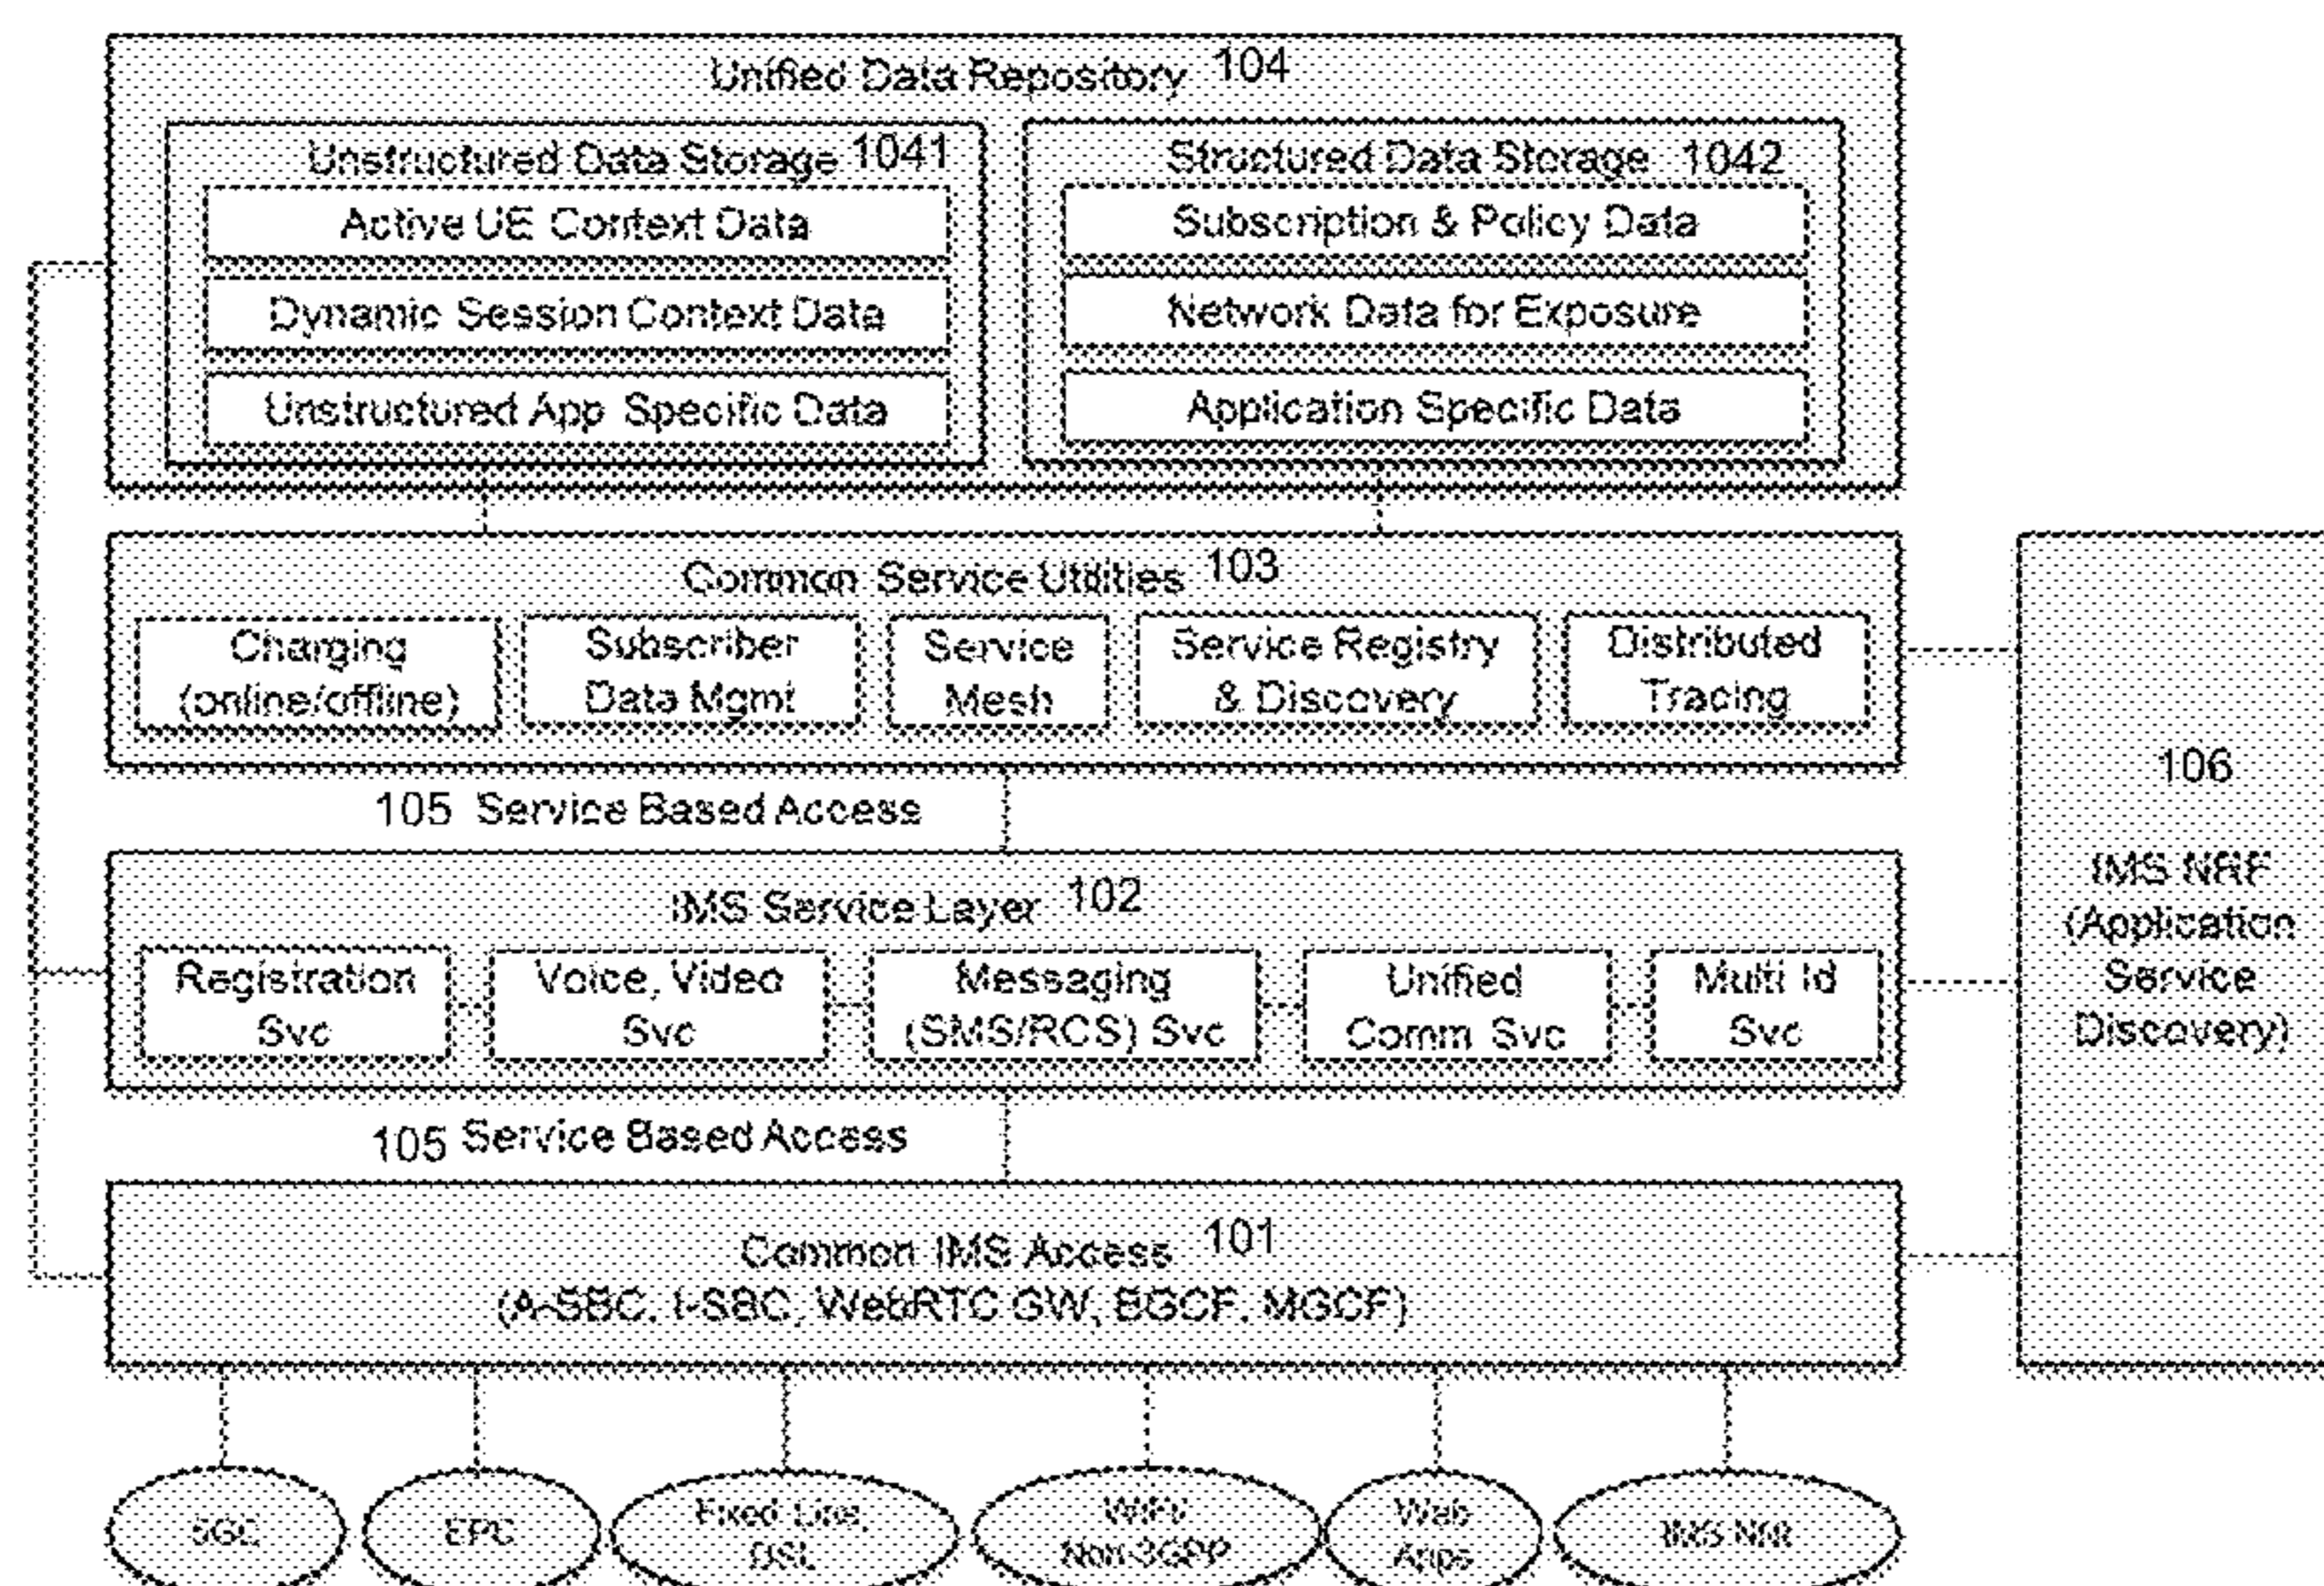 Unified Data Repository 104
Unstructured Data Storage 1041
Active UE Context Data
Dynamic Session Context Data
Unstructured App Specific Data
Structured Data Storage 1042
Subscription & Policy Data
Network Data for Exposure
Application Specific Data
Common Service Utilities 103
Charging
(online/offline)
Subscriber
Data Mgmt
Service
Mesh
Service Registry
& Discovery
Distributed
Tracing
105 Service Based Access
IMS Service Layer 102
Registration
Svc
Voice, Video
Svc
Messaging
(SMS/RCS) Svc
Unified
Comm Svc
Multi Id
Svc
105 Service Based Access
Common IMS Access 101
(A-SBC, I-SBC, WebRTC GW, BGCF, MGCF)
106
IMS NRF
(Application
Service
Discovery)
5GC
EPC
Fixed Line,
DSL
WiFi/
Non-3GPP
Web
Apps
IMS NNI